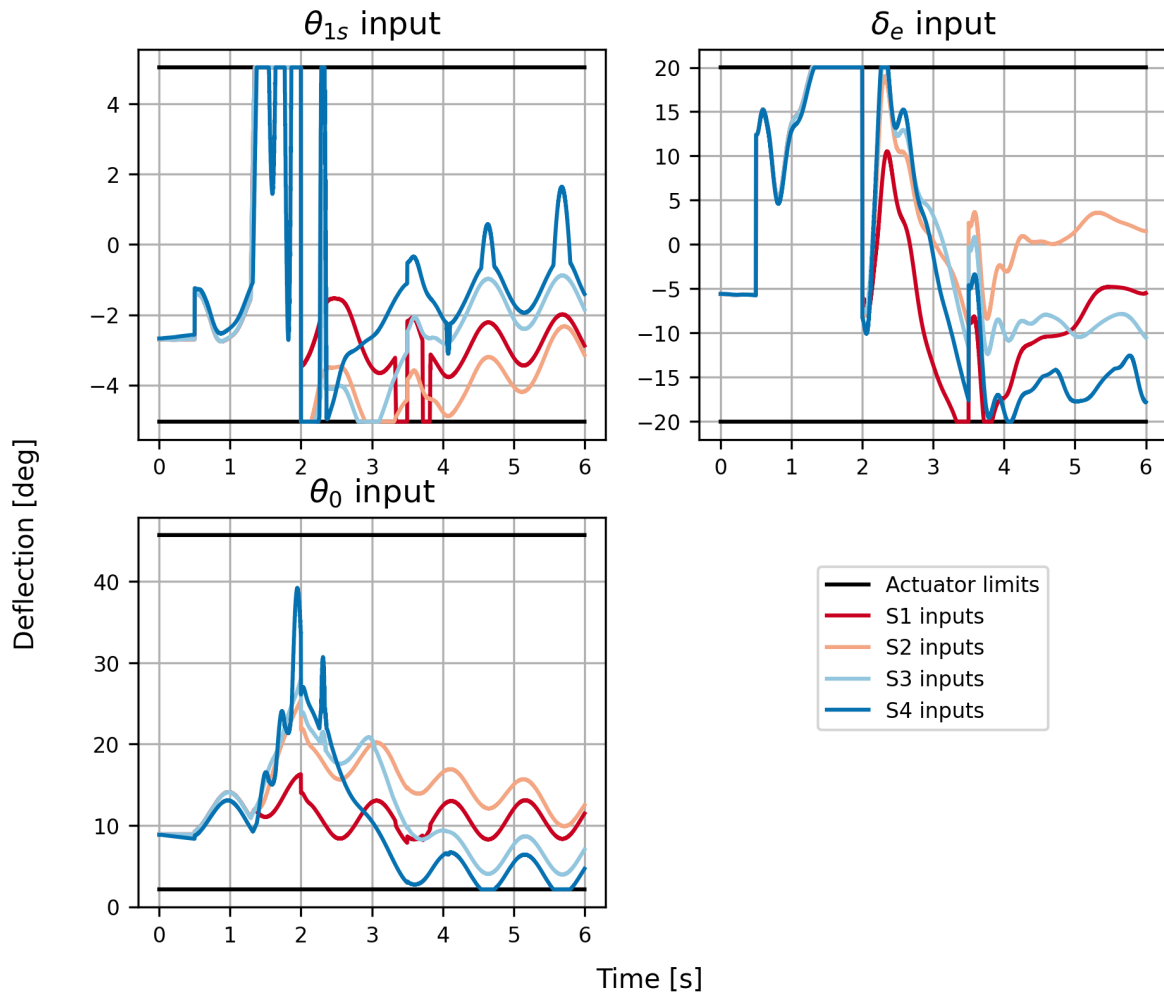 θ1s input
δe input
4
2
0
−2
−4
0 1 2 3 4 5 6
20
15
10
5
0
−5
−10
−15
−20
0 1 2 3 4 5 6
Deflection [deg]
θ0 input
40
30
20
10
0
0 1 2 3 4 5 6
Actuator limits
S1 inputs
S2 inputs
S3 inputs
S4 inputs
Time [s]